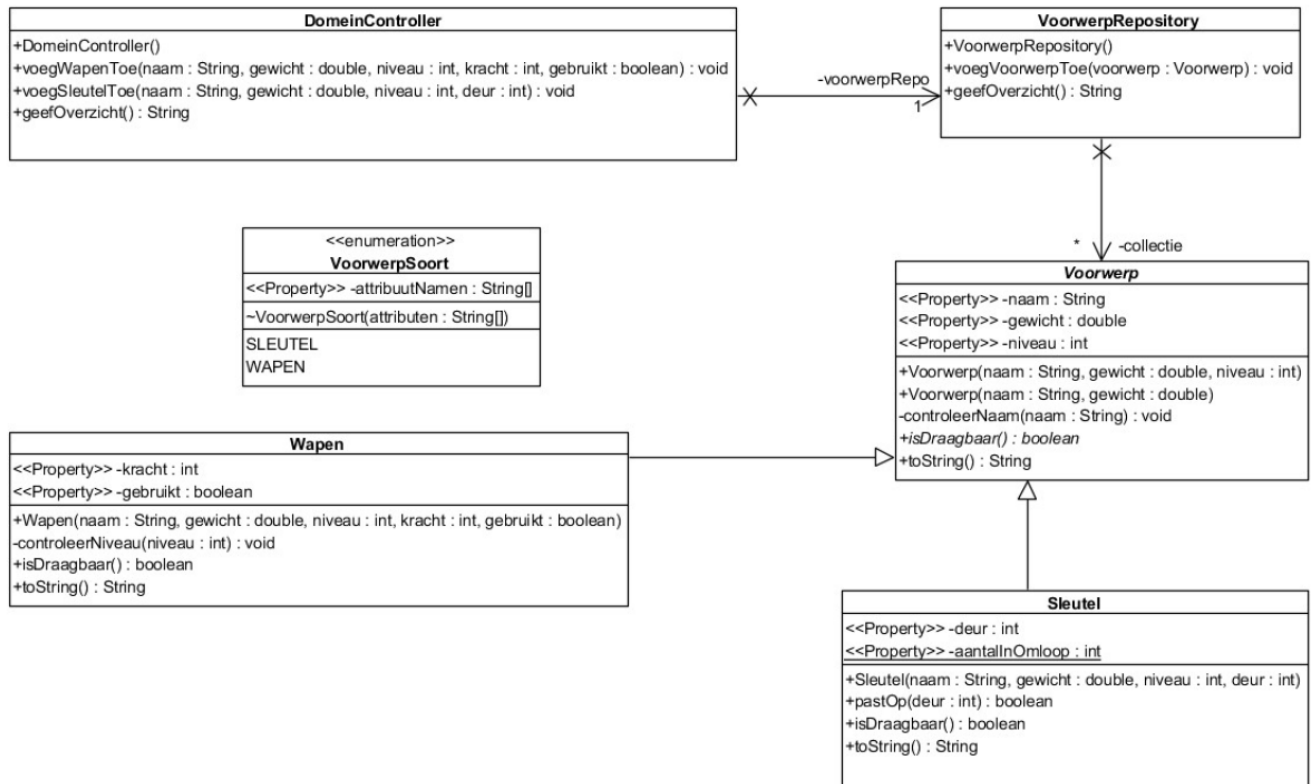 DomeinController
+DomeinController()
+voegWapenToe(naam : String, gewicht : double, niveau : int, kracht : int, gebruikt : boolean) : void
+voegSleutelToe(naam : String, gewicht : double, niveau : int, deur : int) : void
+geefOverzicht() : String
-voorwerpRepo
1
VoorwerpRepository
+VoorwerpRepository()
+voegVoorwerpToe(voorwerp : Voorwerp) : void
+geefOverzicht() : String
* -collectie
<<enumeration>>
VoorwerpSoort
<<Property>> -attribuutNamen : String[]
~VoorwerpSoort(attributen : String[])
SLEUTEL
WAPEN
Voorwerp
<<Property>> -naam : String
<<Property>> -gewicht : double
<<Property>> -niveau : int
+Voorwerp(naam : String, gewicht : double, niveau : int)
+Voorwerp(naam : String, gewicht : double)
-controleerNaam(naam : String) : void
+isDraagbaar() : boolean
+toString() : String
Wapen
<<Property>> -kracht : int
<<Property>> -gebruikt : boolean
+Wapen(naam : String, gewicht : double, niveau : int, kracht : int, gebruikt : boolean)
-controleerNiveau(niveau : int) : void
+isDraagbaar() : boolean
+toString() : String
Sleutel
<<Property>> -deur : int
<<Property>> -aantalInOmloop : int
+Sleutel(naam : String, gewicht : double, niveau : int, deur : int)
+pastOp(deur : int) : boolean
+isDraagbaar() : boolean
+toString() : String